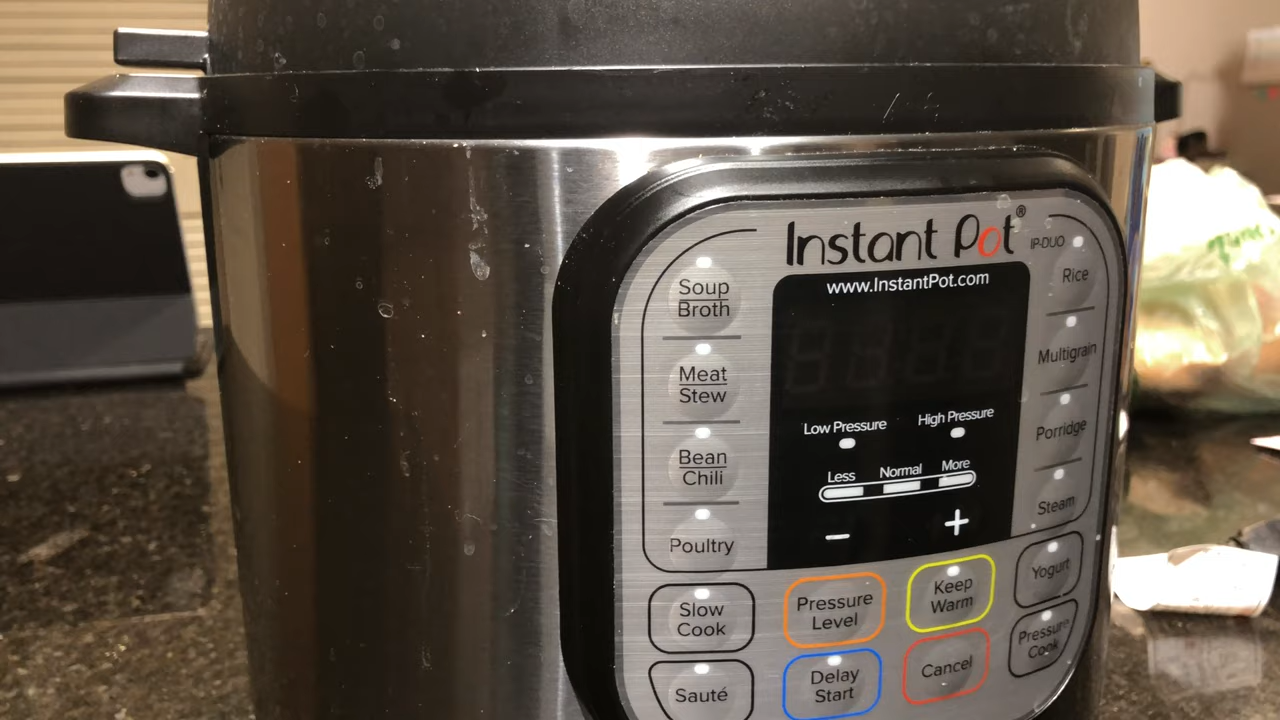 Instant Pot®
IP-DUO
www.InstantPot.com
Soup
Broth
Meat
Stew
Bean
Chili
Poultry
Slow
Cook
Sauté
Low Pressure
High Pressure
Less
Normal
More
−
+
Pressure
Level
Keep
Warm
Delay
Start
Cancel
Rice
Multigrain
Porridge
Steam
Yogurt
Pressure
Cook